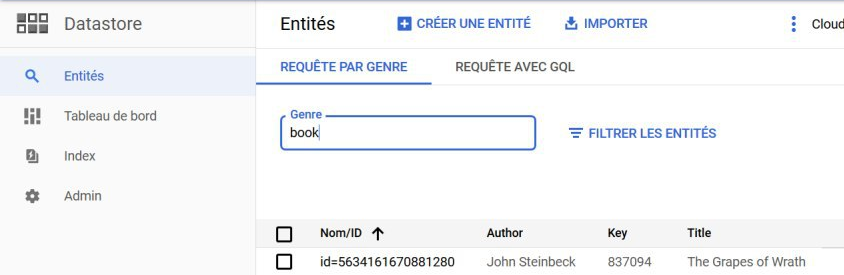 Datastore
Entités
CRÉER UNE ENTITÉ
IMPORTER
Cloud
Entités
Tableau de bord
Index
Admin
REQUÊTE PAR GENRE
REQUÊTE AVEC GQL
Genre
book
FILTRER LES ENTITÉS
Nom/ID Author Key Title
id=5634161670881280 John Steinbeck 837094 The Grapes of Wrath